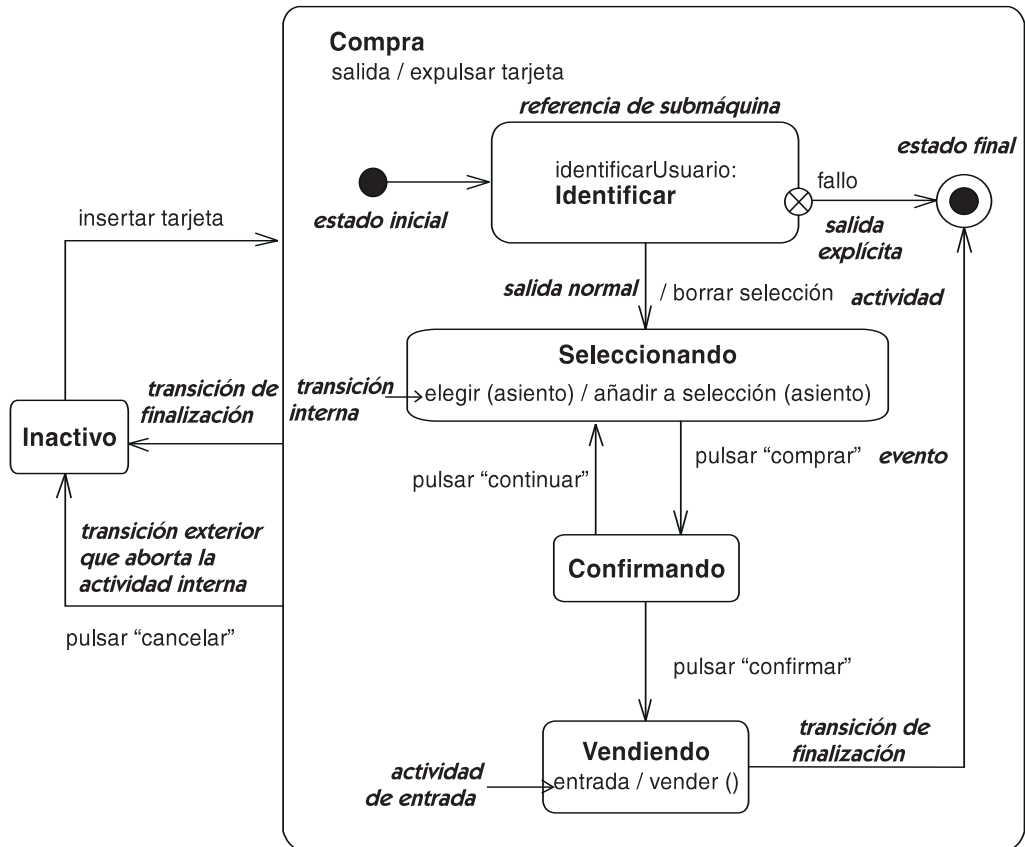 Compra
salida / expulsar tarjeta
referencia de submáquina
estado inicial
identificarUsuario:
Identificar
fallo
salida
explícita
estado final
insertar tarjeta
salida normal
/ borrar selección
actividad
Seleccionando
elegir (asiento) / añadir a selección (asiento)
transición
interna
transición de
finalización
Inactivo
pulsar “continuar”
pulsar “comprar”
evento
transición exterior
que aborta la
actividad interna
pulsar “cancelar”
Confirmando
pulsar “confirmar”
Vendiendo
entrada / vender ()
actividad
de entrada
transición de
finalización